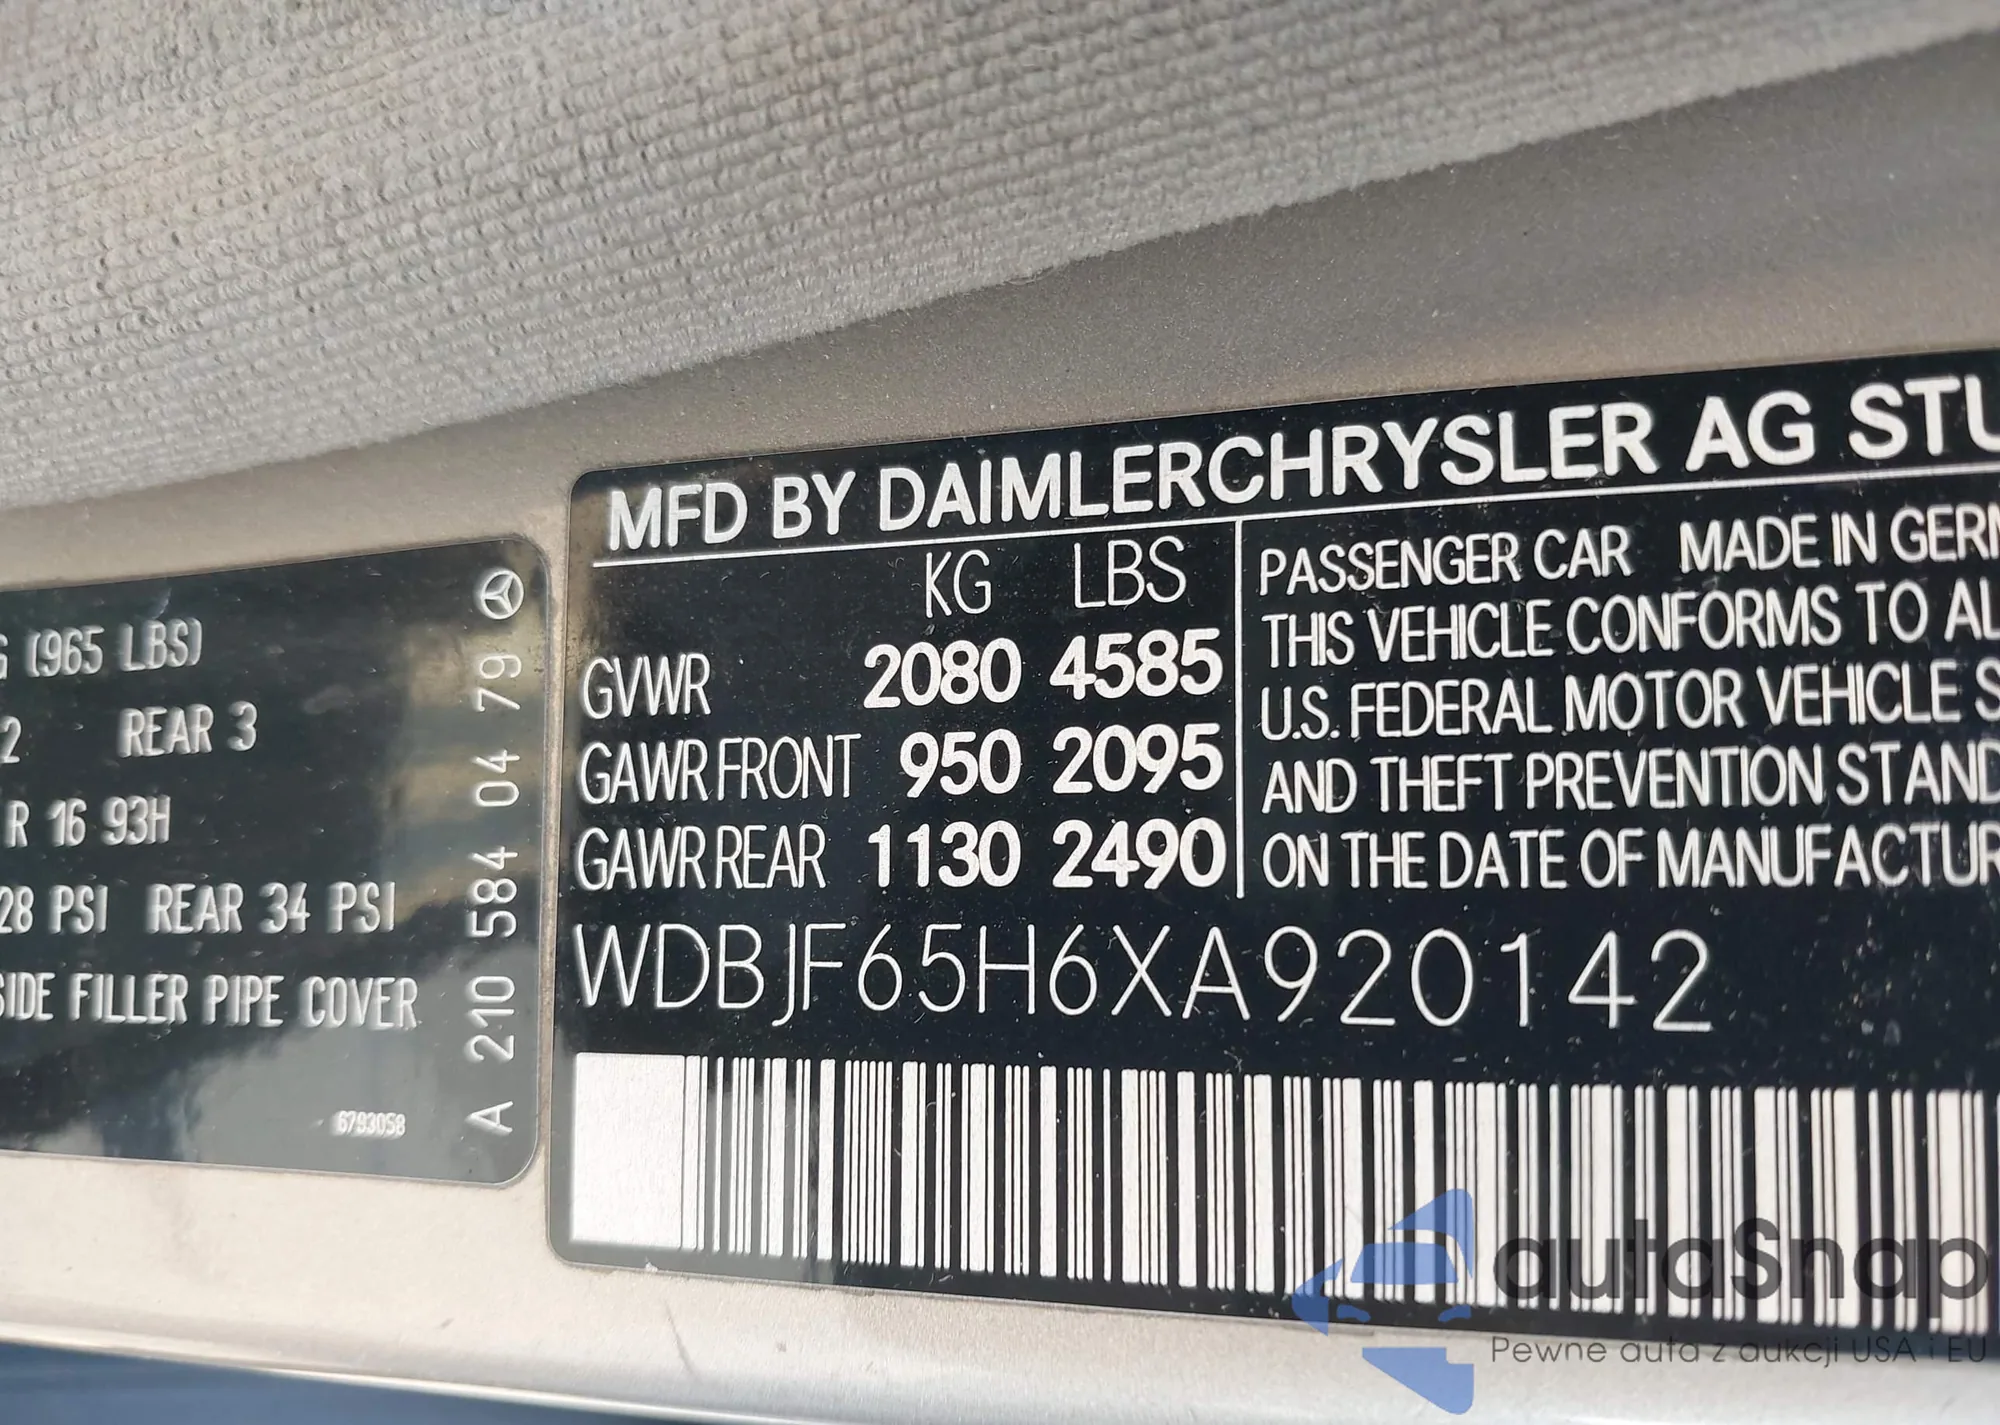 G (965 LBS)
2 REAR 3
R 16 93H
28 PSI REAR 34 PSI
SIDE FILLER PIPE COVER
6793058
A 210 584 04 79
MFD BY DAIMLERCHRYSLER AG STU
KG LBS
GVWR 2080 4585
GAWR FRONT 950 2095
GAWR REAR 1130 2490
PASSENGER CAR MADE IN GERM
THIS VEHICLE CONFORMS TO AL
U.S. FEDERAL MOTOR VEHICLE S
AND THEFT PREVENTION STAND
ON THE DATE OF MANUFACTUR
WDBJF65H6XA920142
autaSnap
Pewne auta z aukcji USA i EU